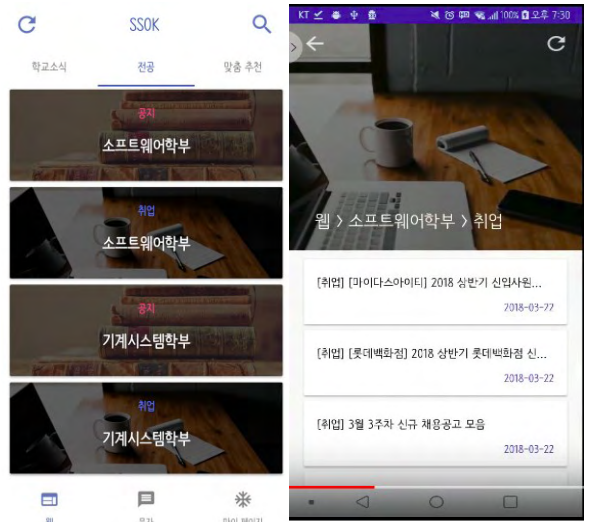 SSOK
학교소식 전공 맞춤 추천
공지
소프트웨어학부
취업
소프트웨어학부
공지
기계시스템학부
취업
기계시스템학부
웹
KT 100% 오후 7:30
웹 > 소프트웨어학부 > 취업
[취업] [마이다스아이티] 2018 상반기 신입사원...
2018-03-22
[취업] [롯데백화점] 2018 상반기 롯데백화점 신...
2018-03-22
[취업] 3월 3주차 신규 채용공고 모음
2018-03-22